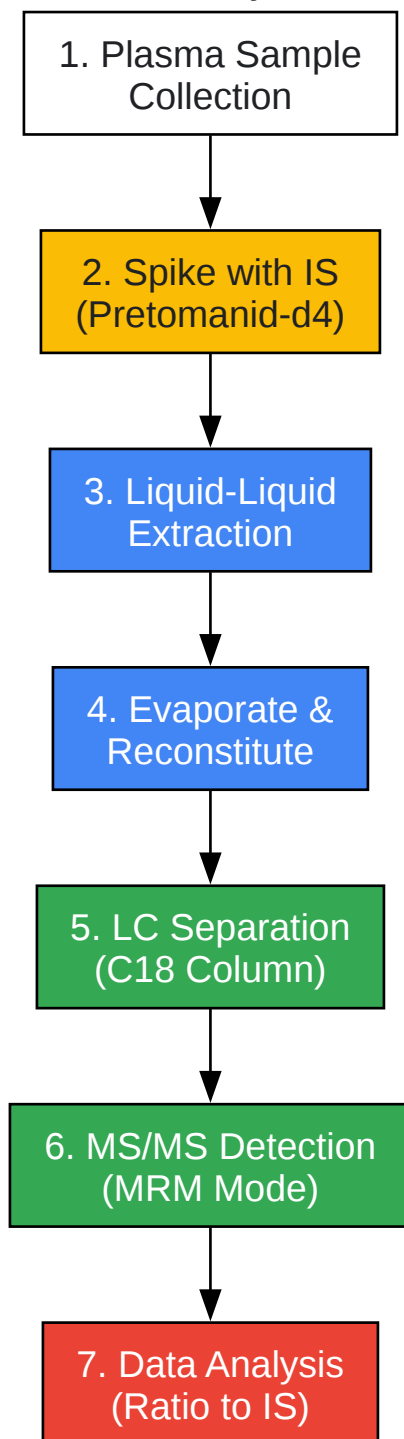 1. Plasma Sample
Collection
2. Spike with IS
(Pretomanid-d4)
3. Liquid-Liquid
Extraction
4. Evaporate &
Reconstitute
5. LC Separation
(C18 Column)
6. MS/MS Detection
(MRM Mode)
7. Data Analysis
(Ratio to IS)